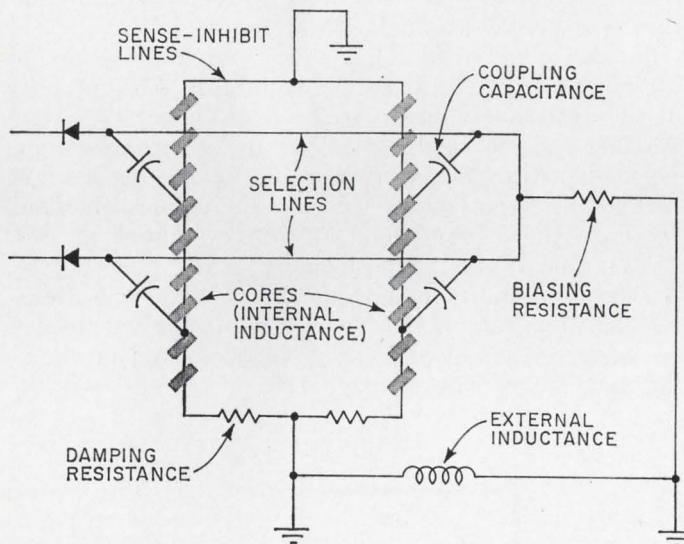 SENSE-INHIBIT
LINES
COUPLING
CAPACITANCE
SELECTION
LINES
CORES
(INTERNAL
INDUCTANCE)
BIASING
RESISTANCE
DAMPING
RESISTANCE
EXTERNAL
INDUCTANCE